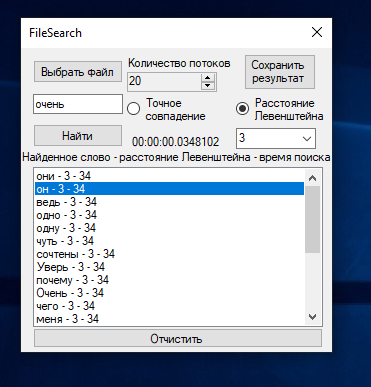 FileSearch
Выбрать файл
Количество потоков
20
Сохранить
результат
очень
Точное
совпадение
Расстояние
Левенштейна
Найти
00:00:00.0348102
3
Найденное слово - расстояние Левенштейна - время поиска
они - 3 - 34
он - 3 - 34
ведь - 3 - 34
одно - 3 - 34
одну - 3 - 34
чуть - 3 - 34
сочтены - 3 - 34
Уверь - 3 - 34
почему - 3 - 34
Очень - 3 - 34
чего - 3 - 34
меня - 3 - 34
Отчистить